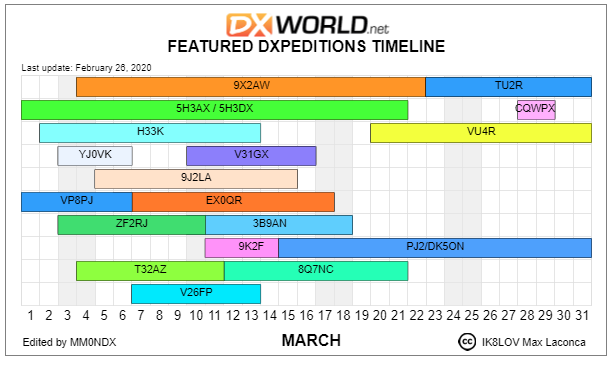 DX WORLD.net
FEATURED DXPEDITIONS TIMELINE
Last update: February 26, 2020
9X2AW TU2R
5H3AX / 5H3DX CQWPX
H33K VU4R
YJ0VK V31GX
9J2LA
VP8PJ EX0QR
ZF2RJ 3B9AN
9K2F PJ2/DK5ON
T32AZ 8Q7NC
V26FP
1 2 3 4 5 6 7 8 9 10 11 12 13 14 15 16 17 18 19 20 21 22 23 24 25 26 27 28 29 30 31
Edited by MM0NDX MARCH cc IK8LOV Max Laconca